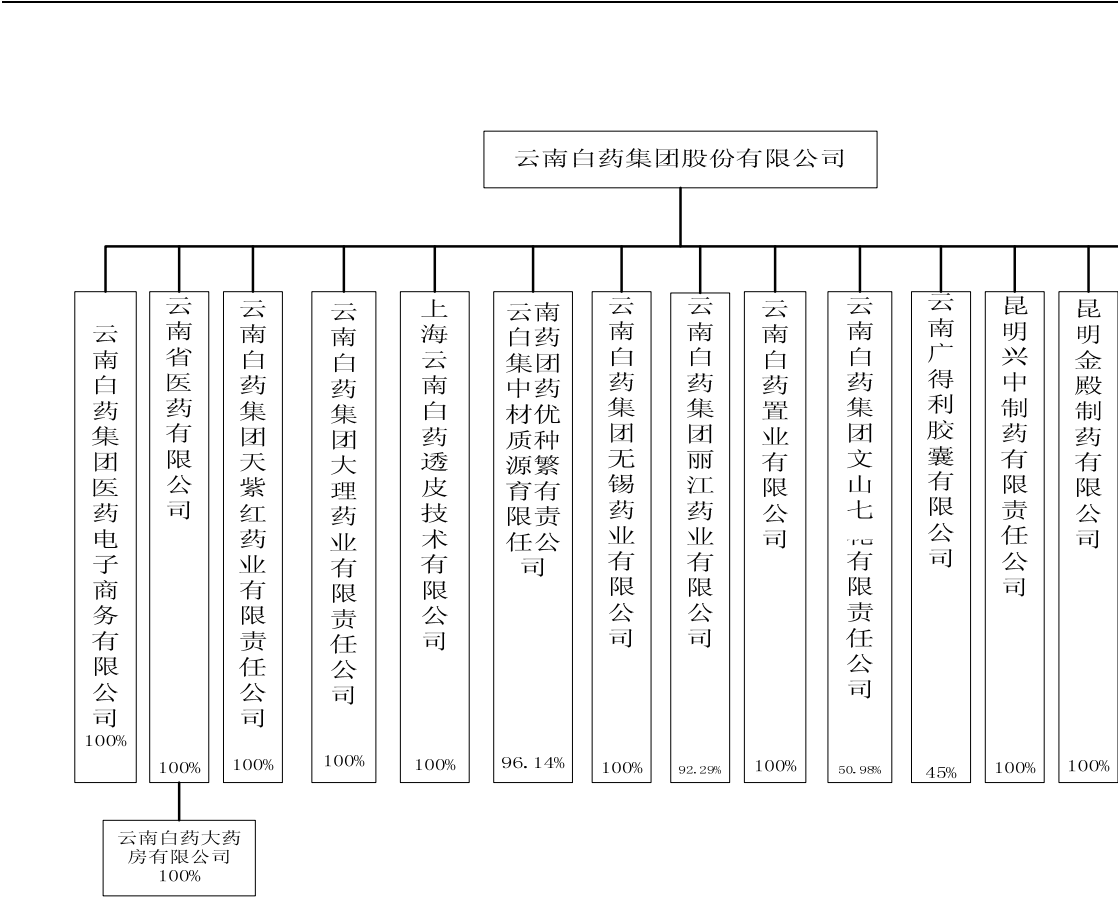 云南白药集团股份有限公司
云南白药集团医药电子商务有限公司
100%
云南省医药有限公司
100%
云南白药集团天紫红药业有限责任公司
100%
云南白药集团大理药业有限责任公司
100%
上海云南白药透皮技术有限公司
100%
云南
白药
集团
中药
材优
质种
源繁
育有
限责
任公
司
96.14%
云南白药集团无锡药业有限公司
100%
云南白药集团丽江药业有限公司
92.29%
云南白药置业有限公司
100%
云南白药集团文山七有限责任公司
50.98%
云南广得利胶囊有限公司
45%
昆明兴中制药有限责任公司
100%
昆明金殿制药有限公司
100%
云南白药大药
房有限公司
100%